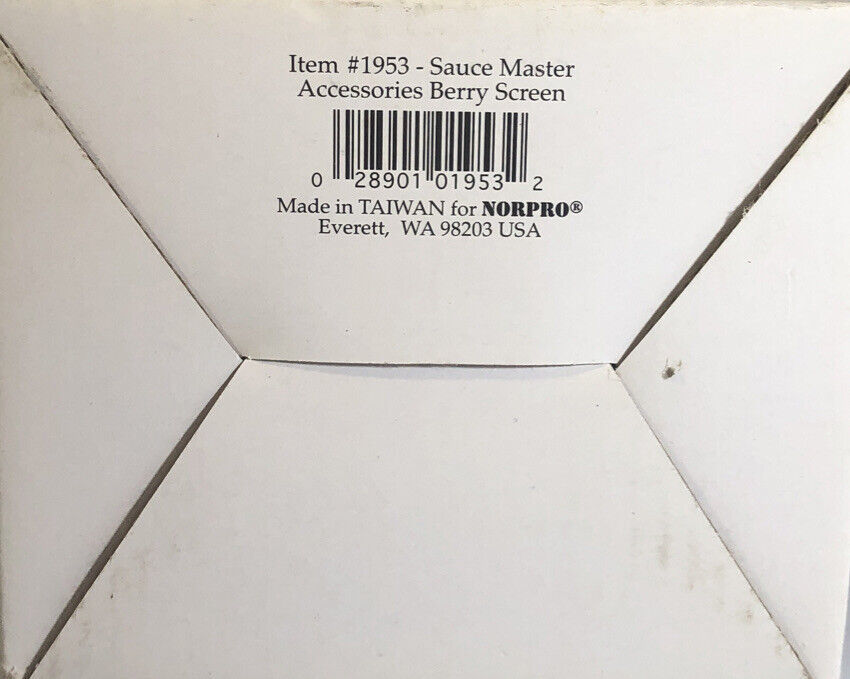 Item #1953 - Sauce Master
Accessories Berry Screen
0 28901 01953 2
Made in TAIWAN for NORPRO®
Everett, WA 98203 USA